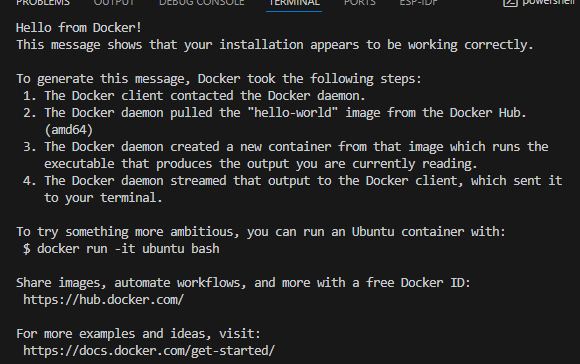 PROBLEMS OUTPUT DEBUG CONSOLE TERMINAL PORTS ESP-IDF powershell
Hello from Docker!
This message shows that your installation appears to be working correctly.
To generate this message, Docker took the following steps:
1. The Docker client contacted the Docker daemon.
2. The Docker daemon pulled the "hello-world" image from the Docker Hub.
(amd64)
3. The Docker daemon created a new container from that image which runs the
executable that produces the output you are currently reading.
4. The Docker daemon streamed that output to the Docker client, which sent it
to your terminal.
To try something more ambitious, you can run an Ubuntu container with:
$ docker run -it ubuntu bash
Share images, automate workflows, and more with a free Docker ID:
https://hub.docker.com/
For more examples and ideas, visit:
https://docs.docker.com/get-started/